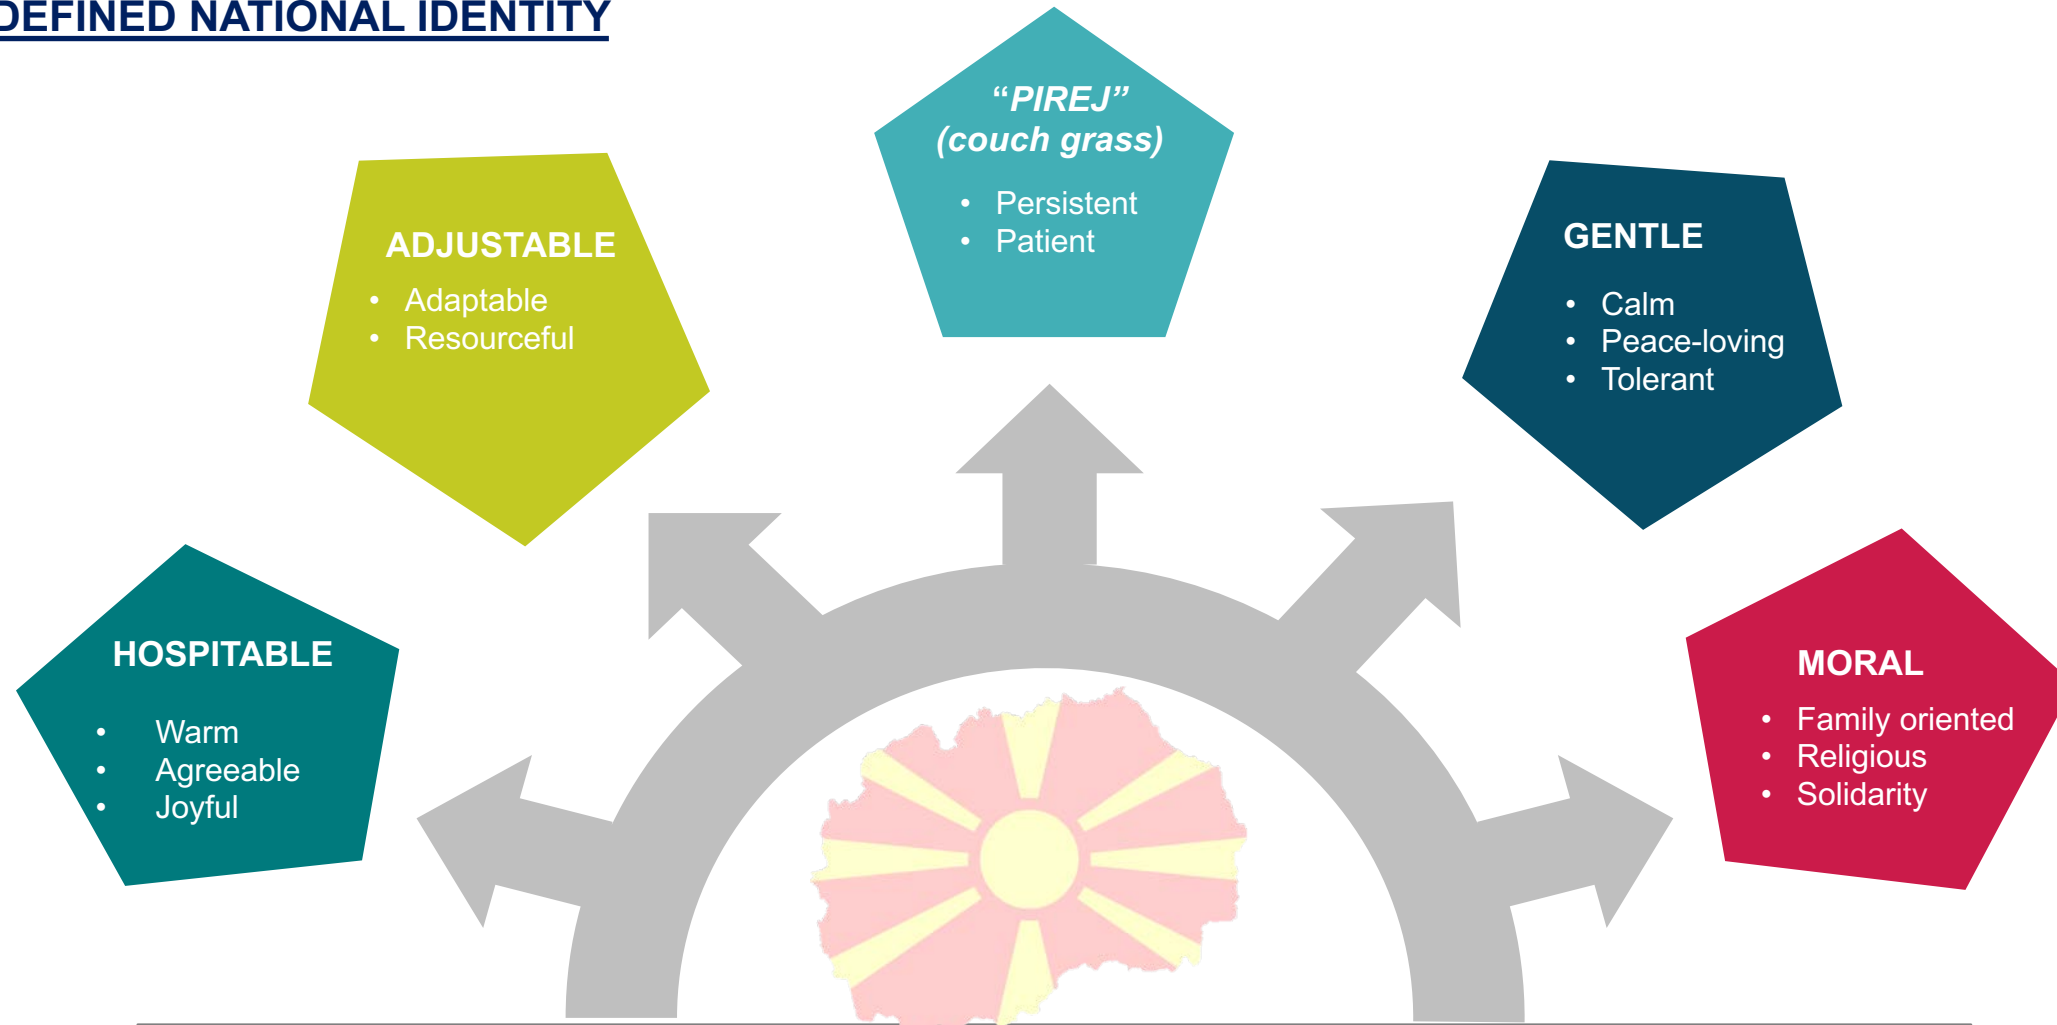 DEFINED NATIONAL IDENTITY
“PIREJ”
(couch grass)
• Persistent
• Patient
ADJUSTABLE
• Adaptable
• Resourceful
GENTLE
• Calm
• Peace-loving
• Tolerant
HOSPITABLE
• Warm
• Agreeable
• Joyful
MORAL
• Family oriented
• Religious
• Solidarity